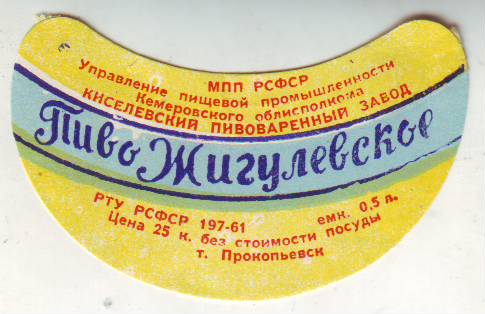 МПП РСФСР
Управление пищевой промышленности
Кемеровского облисполкома
КИСЕЛЕВСКИЙ ПИВОВАРЕННЫЙ ЗАВОД
Пиво Жигулевское
РТУ РСФСР 197-61 емк. 0,5 л.
Цена 25 к. без стоимости посуды
т. Прокопьевск